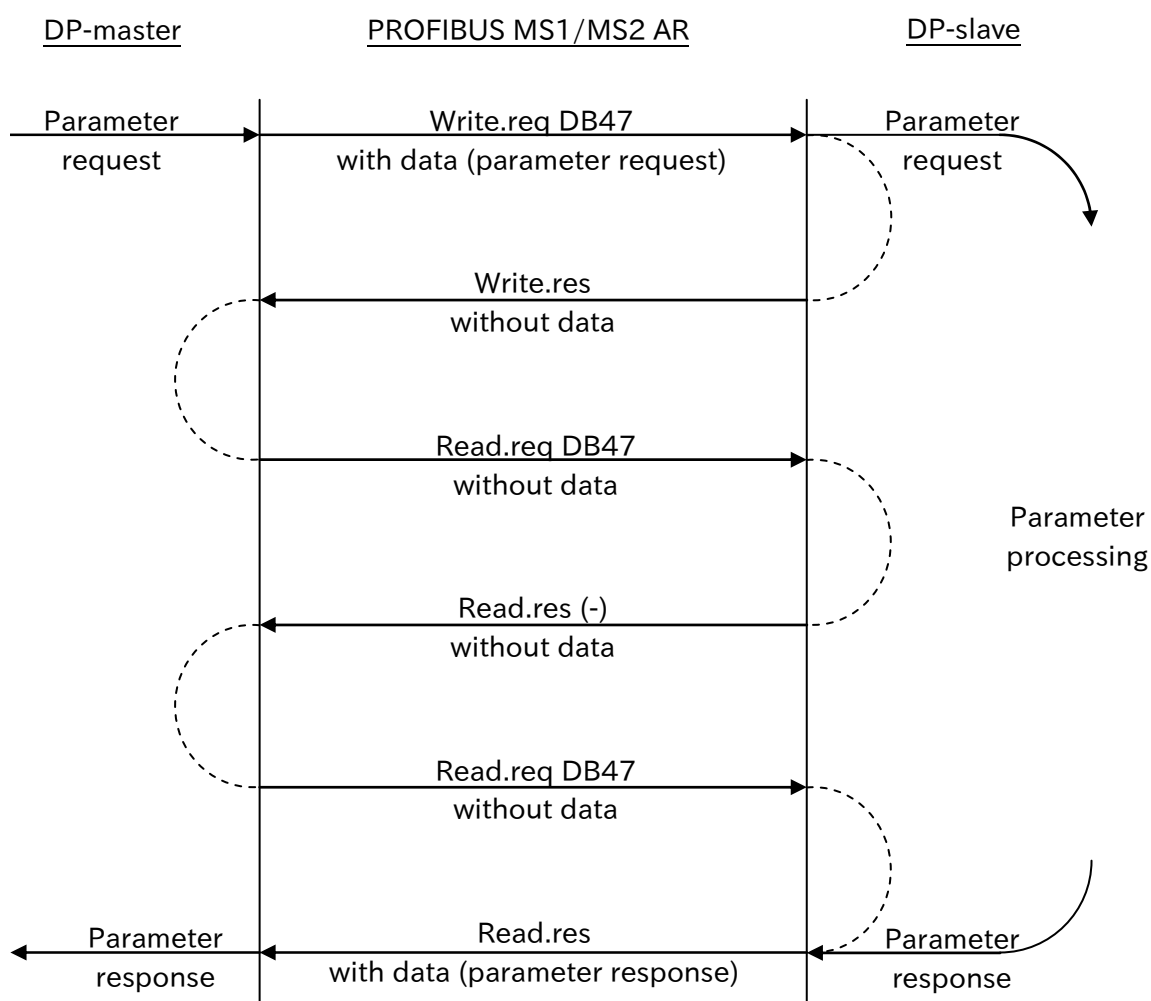 DP-master
PROFIBUS MS1/MS2 AR
DP-slave
Parameter
request
Write.req DB47
with data (parameter request)
Parameter
request
Write.res
without data
Read.req DB47
without data
Parameter
processing
Read.res (-)
without data
Read.req DB47
without data
Parameter
response
Read.res
with data (parameter response)
Parameter
response